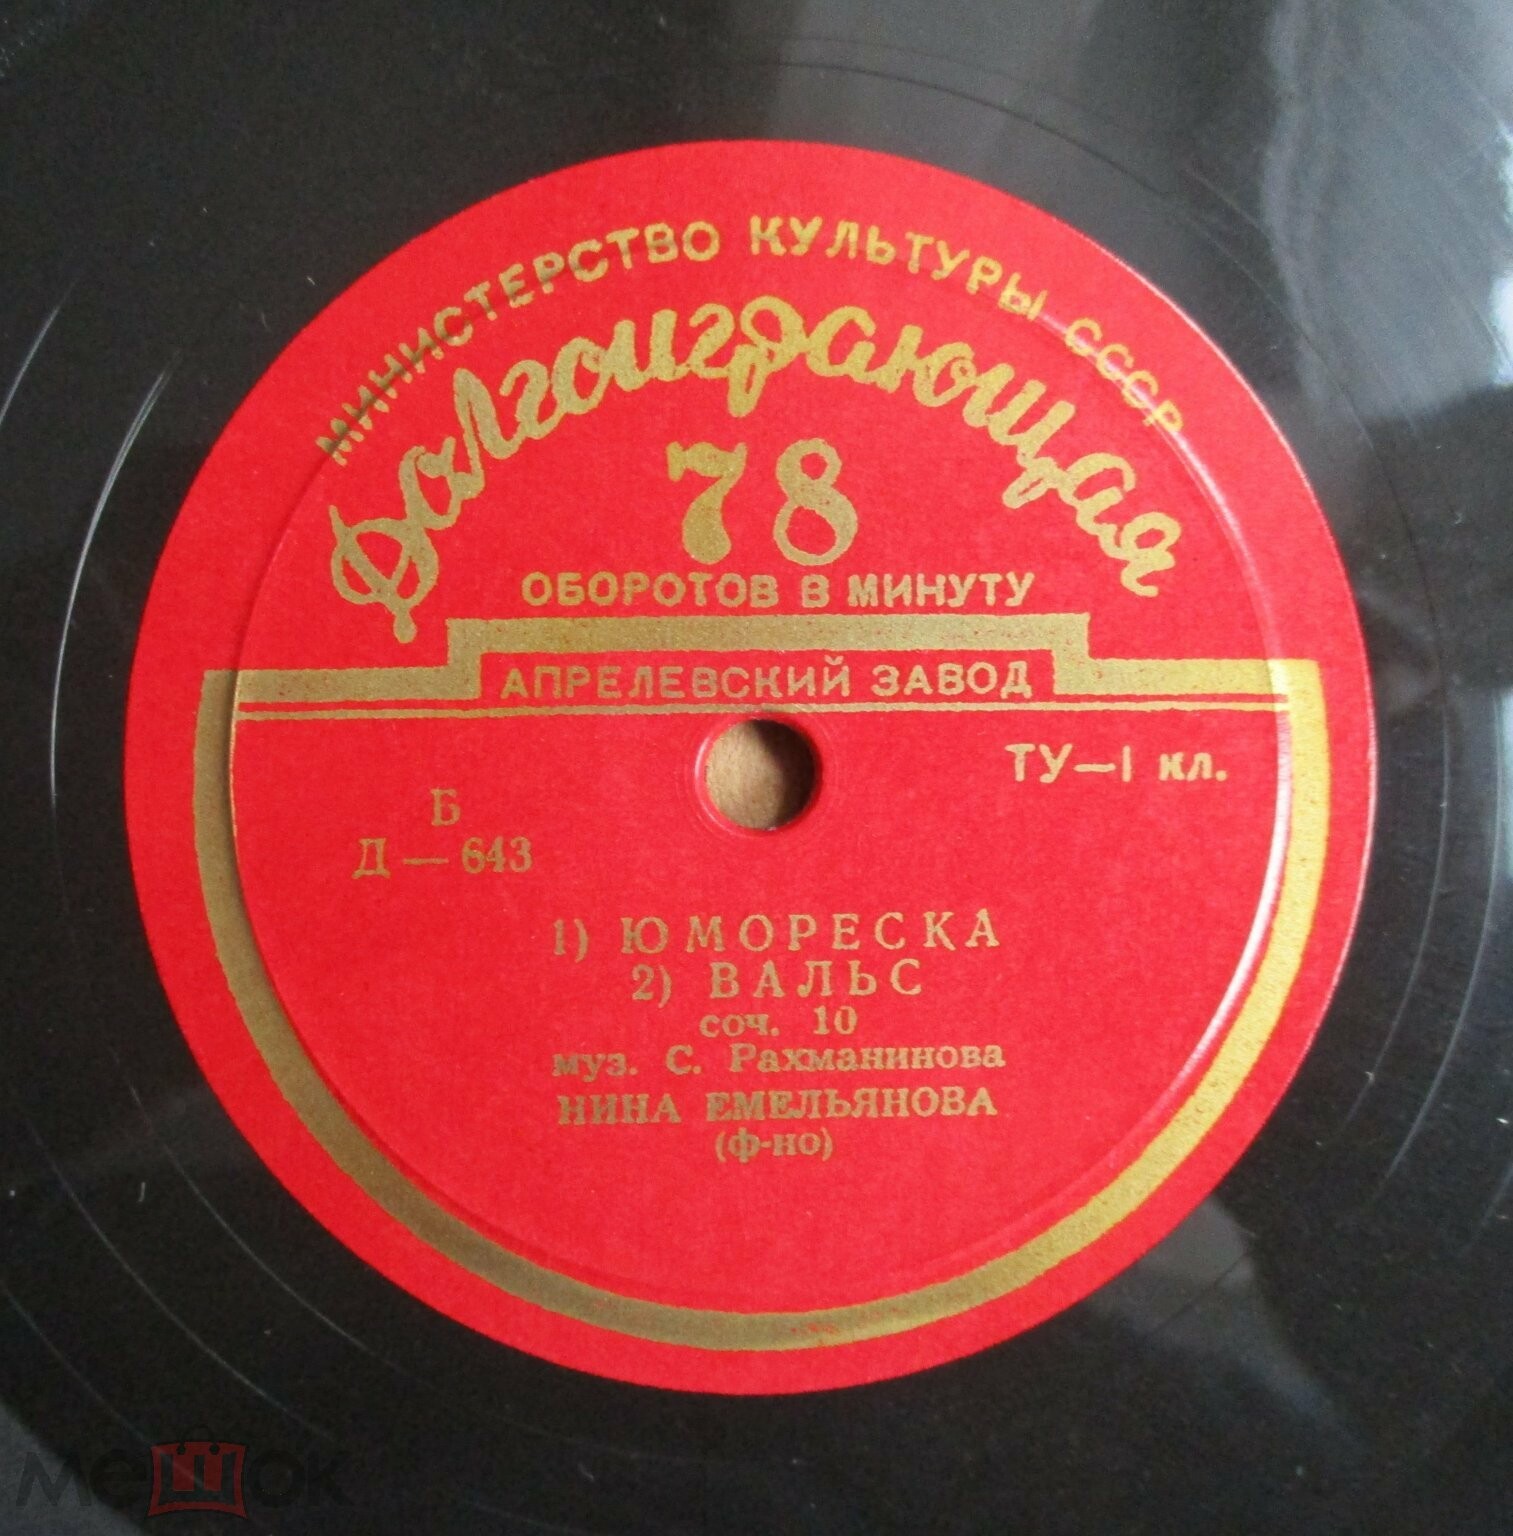 МИНИСТЕРСТВО КУЛЬТУРЫ СССР
Долгоиграющая
78
ОБОРОТОВ В МИНУТУ
АПРЕЛЕВСКИЙ ЗАВОД
ТУ—1 кл.
Б
Д — 643
1) ЮМОРЕСКА
2) ВАЛЬС
соч. 10
муз. С. Рахманинова
НИНА ЕМЕЛЬЯНОВА
(ф-но)
мешок